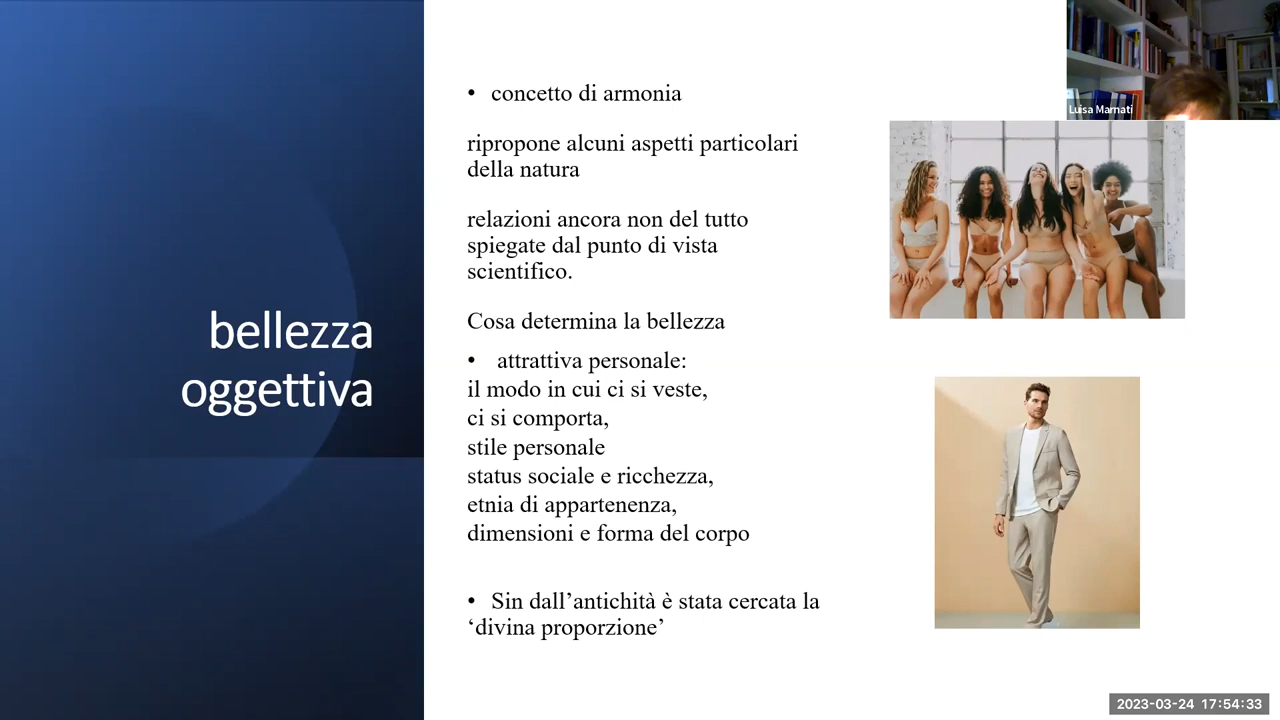 bellezza
oggettiva
• concetto di armonia
ripropone alcuni aspetti particolari
della natura
relazioni ancora non del tutto
spiegate dal punto di vista
scientifico.
Cosa determina la bellezza
• attrattiva personale:
il modo in cui ci si veste,
ci si comporta,
stile personale
status sociale e ricchezza,
etnia di appartenenza,
dimensioni e forma del corpo
• Sin dall’antichità è stata cercata la
‘divina proporzione’
Luisa Marnati
2023-03-24 17:54:33